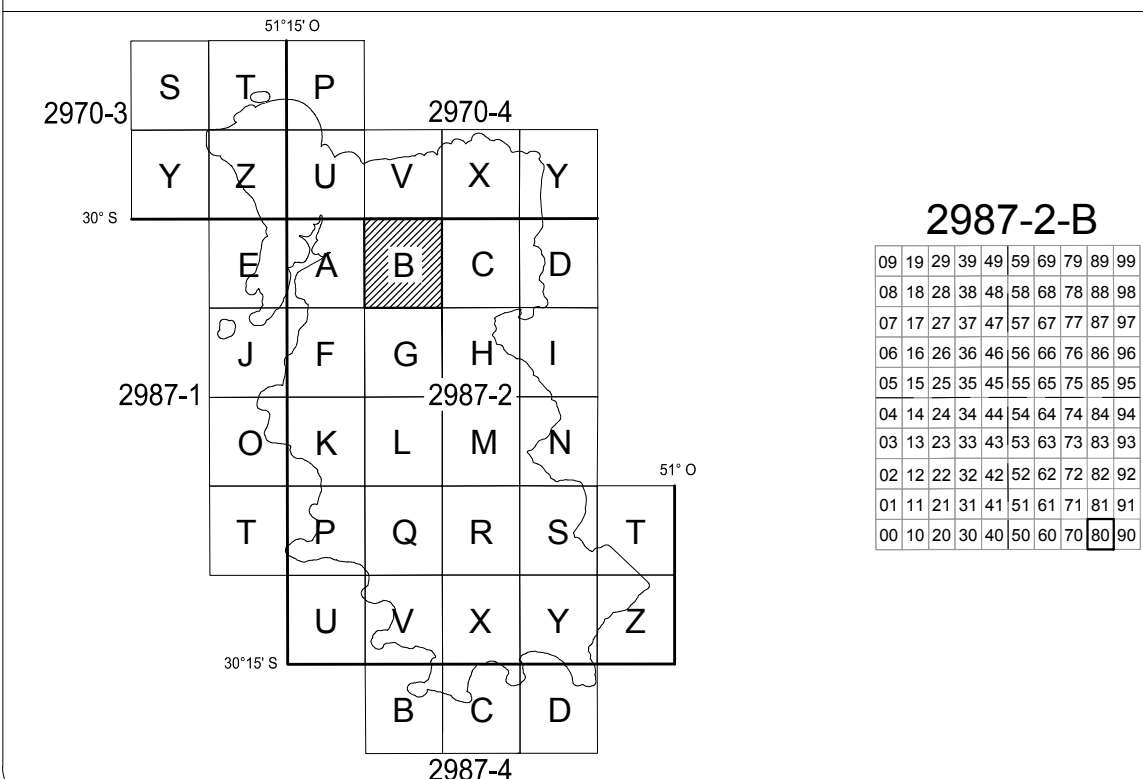 51°15' O
S T P
2970-3
2970-4
Y Z U V X Y
30° S
E A B C D
J F G H I
2987-1
2987-2
O K L M N
51° O
T P Q R S T
U V X Y Z
30°15' S
B C D
2987-4
2987-2-B
09 19 29 39 49 59 69 79 89 99
08 18 28 38 48 58 68 78 88 98
07 17 27 37 47 57 67 77 87 97
06 16 26 36 46 56 66 76 86 96
05 15 25 35 45 55 65 75 85 95
04 14 24 34 44 54 64 74 84 94
03 13 23 33 43 53 63 73 83 93
02 12 22 32 42 52 62 72 82 92
01 11 21 31 41 51 61 71 81 91
00 10 20 30 40 50 60 70 80 90